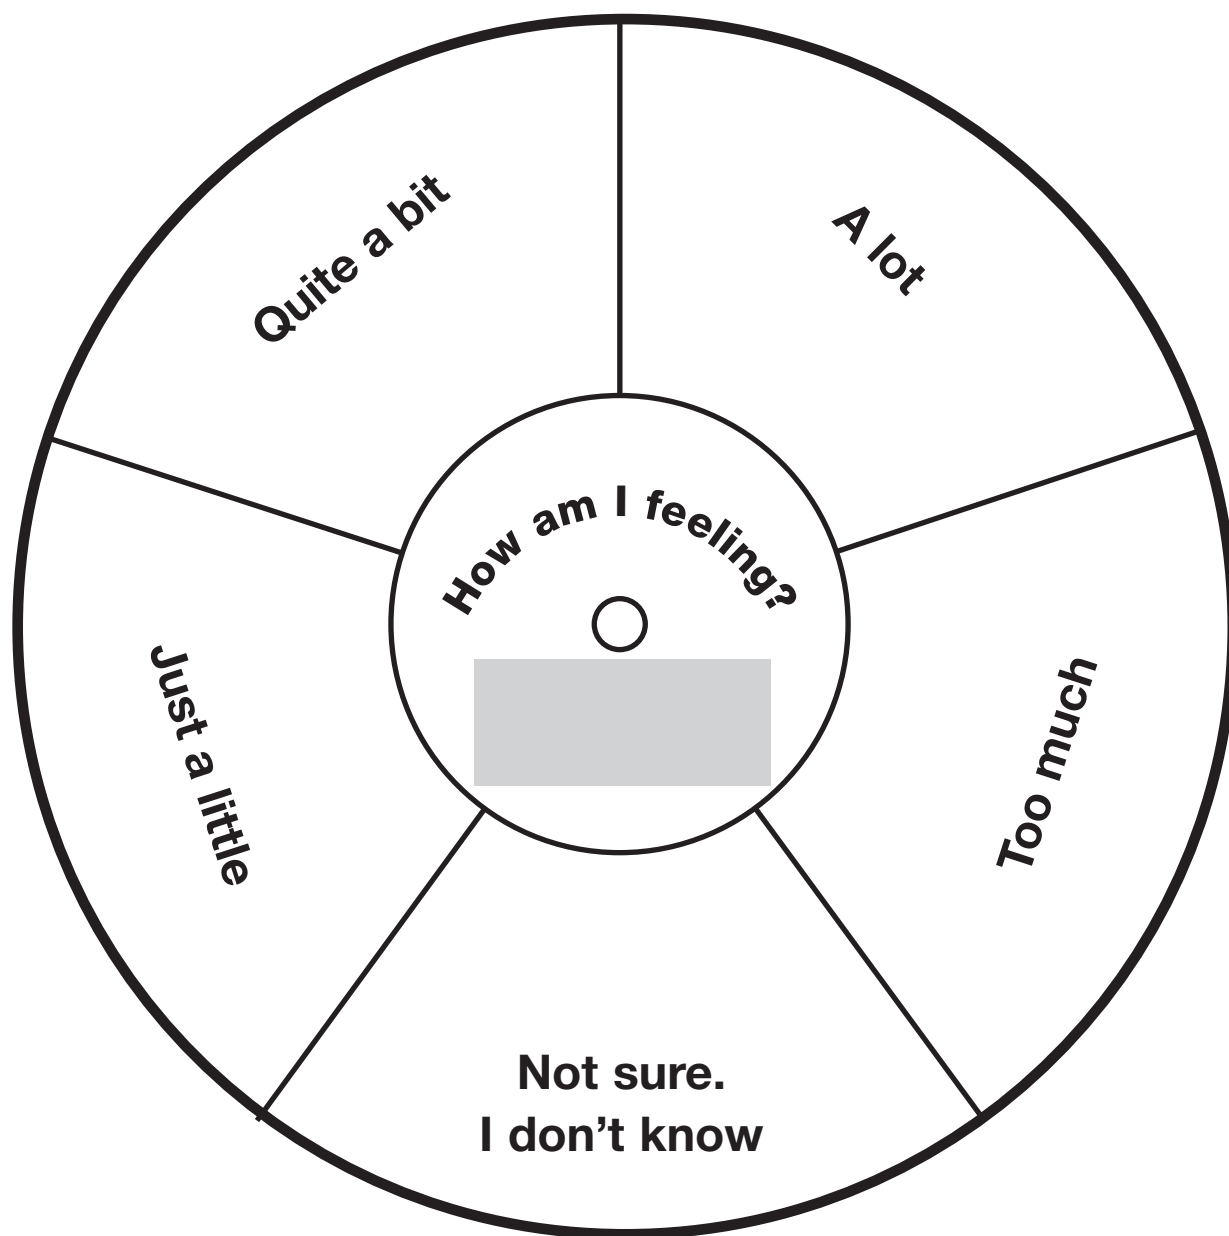 Quite a bit
A lot
How am I feeling?
Just a little
Too much
Not sure.
I don’t know